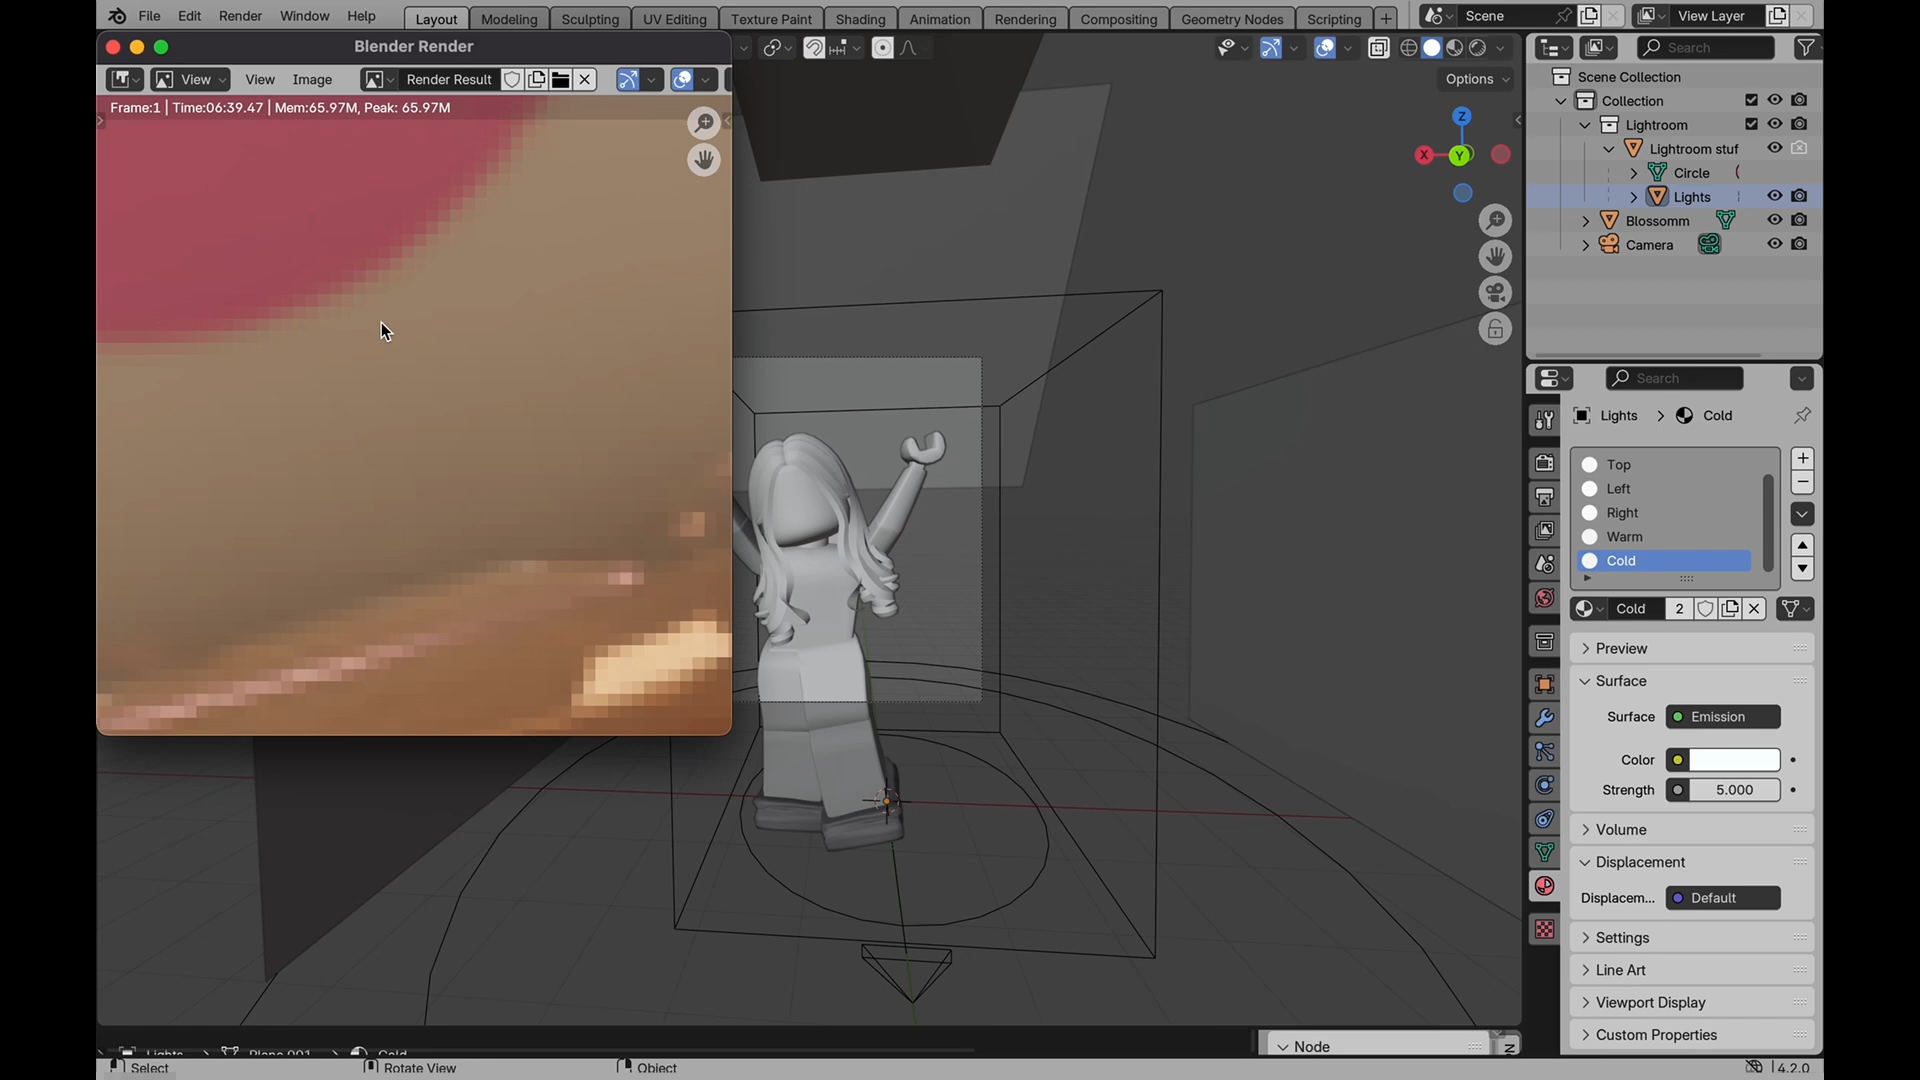 File Edit Render Window Help
Layout Modeling Sculpting UV Editing Texture Paint Shading Animation Rendering Compositing Geometry Nodes Scripting +
Scene
View Layer
Blender Render
View View Image Render Result
Frame:1 | Time:06:39.47 | Mem:65.97M, Peak: 65.97M
Options
Z
X
Y
Search
Scene Collection
Collection
Lightroom
Lightroom stuf
Circle
Lights
Blossomm
Camera
Search
Lights > Cold
Top
Left
Right
Warm
Cold
Cold 2
Preview
Surface
Surface Emission
Color
Strength 5.000
Volume
Displacement
Displacem... Default
Settings
Line Art
Viewport Display
Custom Properties
Lights > Plane.001 > Cold
Node
Select
Rotate View
Object
4.2.0